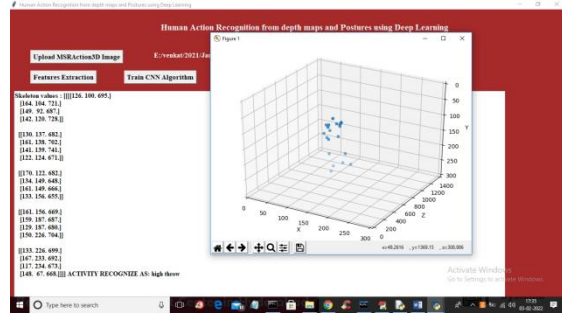 Human Action Recognition from depth maps and Postures using Deep Learning
Human Action Recognition from depth maps and Postures using Deep Learning
Upload MSRAction3D Image
E:/venkat/2021/Jan
Features Extraction
Train CNN Algorithm
Skeleton values : [[[[126. 100. 695.]
[164. 104. 721.]
[149. 92. 687.]
[142. 120. 728.]]
[[130. 137. 682.]
[161. 138. 702.]
[141. 139. 741.]
[122. 124. 671.]]
[[170. 122. 682.]
[134. 149. 648.]
[161. 149. 666.]
[133. 156. 655.]]
[[161. 156. 669.]
[159. 187. 687.]
[129. 187. 680.]
[150. 226. 704.]]
[[133. 226. 699.]
[167. 233. 692.]
[117. 234. 673.]
[148. 67. 668.]]]] ACTIVITY RECOGNIZE AS: high throw
Figure 1
0
50
100
150
200
250
300
Y
0
200
400
600
800
1000
1200
1400
Z
0
50
100
150
200
250
300
X
Activate Windows
Go to Settings to activate Windows.
Type here to search
17:35